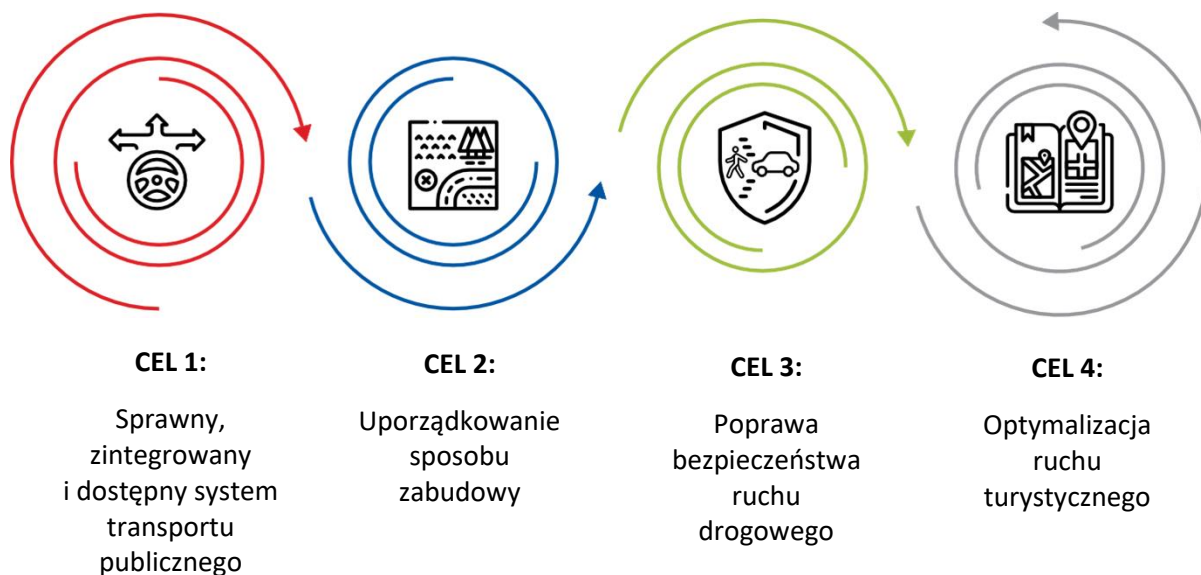 CEL 1:
Sprawny,
zintegrowany
i dostępny system
transportu
publicznego
CEL 2:
Uporządkowanie
sposobu
zabudowy
CEL 3:
Poprawa
bezpieczeństwa
ruchu
drogowego
CEL 4:
Optymalizacja
ruchu
turystycznego